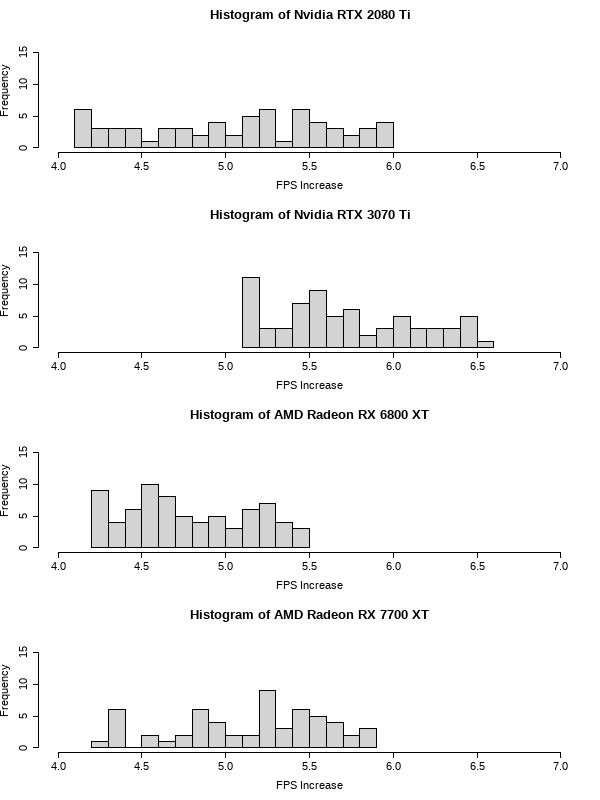 Histogram of Nvidia RTX 2080 Ti
Frequency
15
10
5
0
4.0 4.5 5.0 5.5 6.0 6.5 7.0
FPS Increase
Histogram of Nvidia RTX 3070 Ti
Frequency
15
10
5
0
4.0 4.5 5.0 5.5 6.0 6.5 7.0
FPS Increase
Histogram of AMD Radeon RX 6800 XT
Frequency
15
10
5
0
4.0 4.5 5.0 5.5 6.0 6.5 7.0
FPS Increase
Histogram of AMD Radeon RX 7700 XT
Frequency
15
10
5
0
4.0 4.5 5.0 5.5 6.0 6.5 7.0
FPS Increase